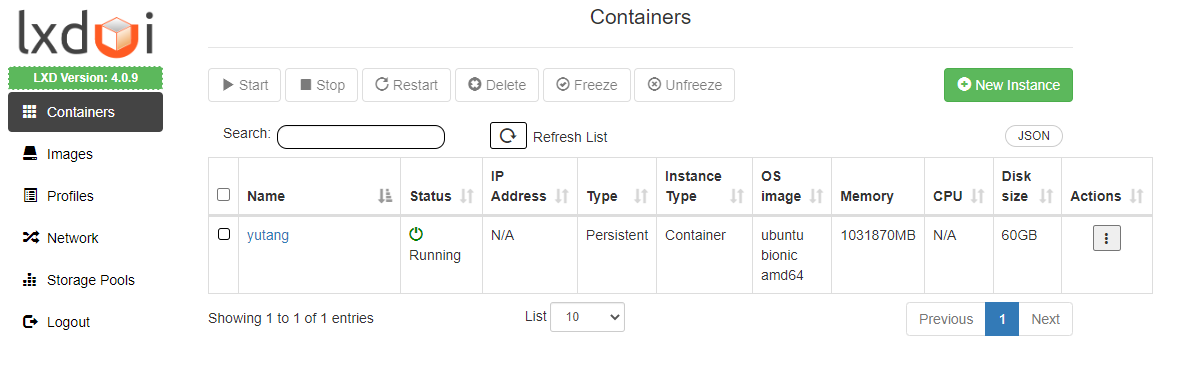 Containers
lxdui
LXD Version: 4.0.9
Containers
Images
Profiles
Network
Storage Pools
Logout
Start Stop Restart Delete Freeze Unfreeze New Instance
Search: Refresh List JSON
Name Status IP Address Type Instance Type OS image Memory CPU Disk size Actions
yutang Running N/A Persistent Container ubuntu bionic amd64 1031870MB N/A 60GB
Showing 1 to 1 of 1 entries List 10 Previous 1 Next